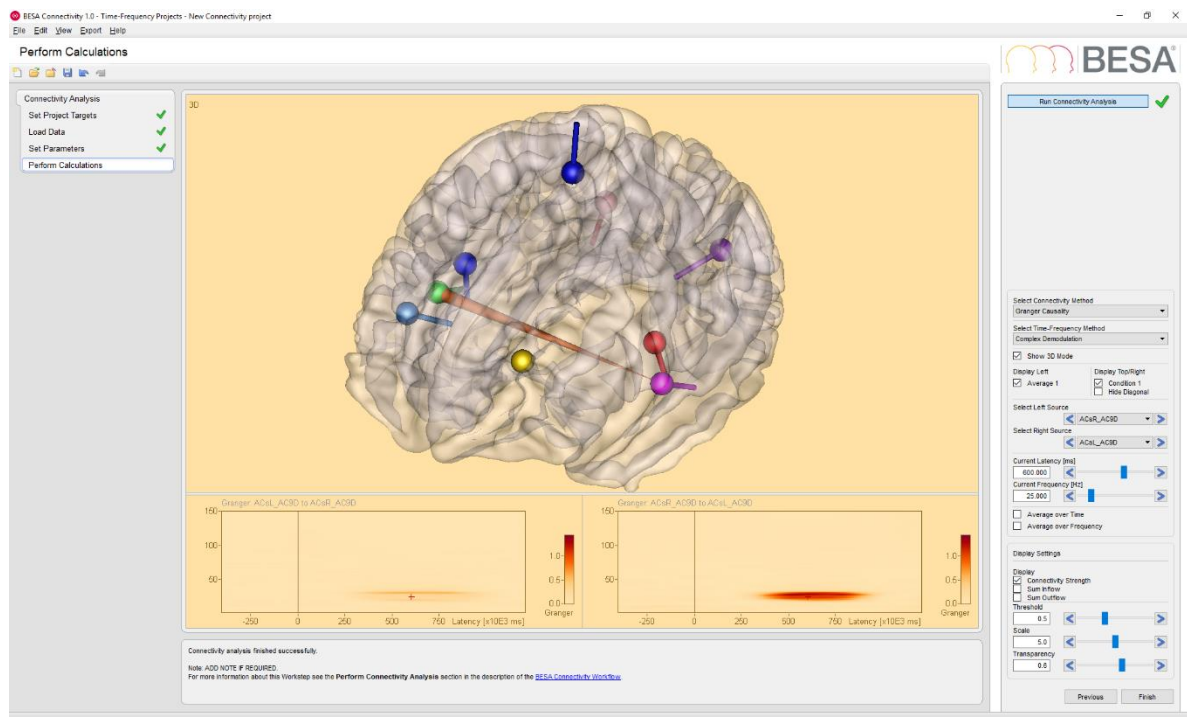 BESA Connectivity 1.0 - Time-Frequency Projects - New Connectivity project
File Edit View Export Help
Perform Calculations
BESA®
Connectivity Analysis
Set Project Targets
Load Data
Set Parameters
Perform Calculations
3D
Granger: ACsL_AC9D to ACsR_AC9D
150
100
50
-250 0 250 500 750 Latency [x10E3 ms]
1.0
0.5
0.0
Granger
Granger: ACsR_AC9D to ACsL_AC9D
150
100
50
-250 0 250 500 750 Latency [x10E3 ms]
1.0
0.5
0.0
Granger
Connectivity analysis finished successfully.
Note: ADD NOTE IF REQUIRED.
For more information about this Workstep see the Perform Connectivity Analysis section in the description of the BESA Connectivity Workflow.
Run Connectivity Analysis
Select Connectivity Method
Granger Causality
Select Time-Frequency Method
Complex Demodulation
Show 3D Mode
Display Left Display Top/Right
Average 1 Condition 1
Hide Diagonal
Select Left Source
ACsR_AC9D
Select Right Source
ACsL_AC9D
Current Latency [ms]
600.000
Current Frequency [Hz]
25.000
Average over Time
Average over Frequency
Display Settings
Display
Connectivity Strength
Sum Inflow
Sum Outflow
Threshold
0.5
Scale
5.0
Transparency
0.6
Previous Finish